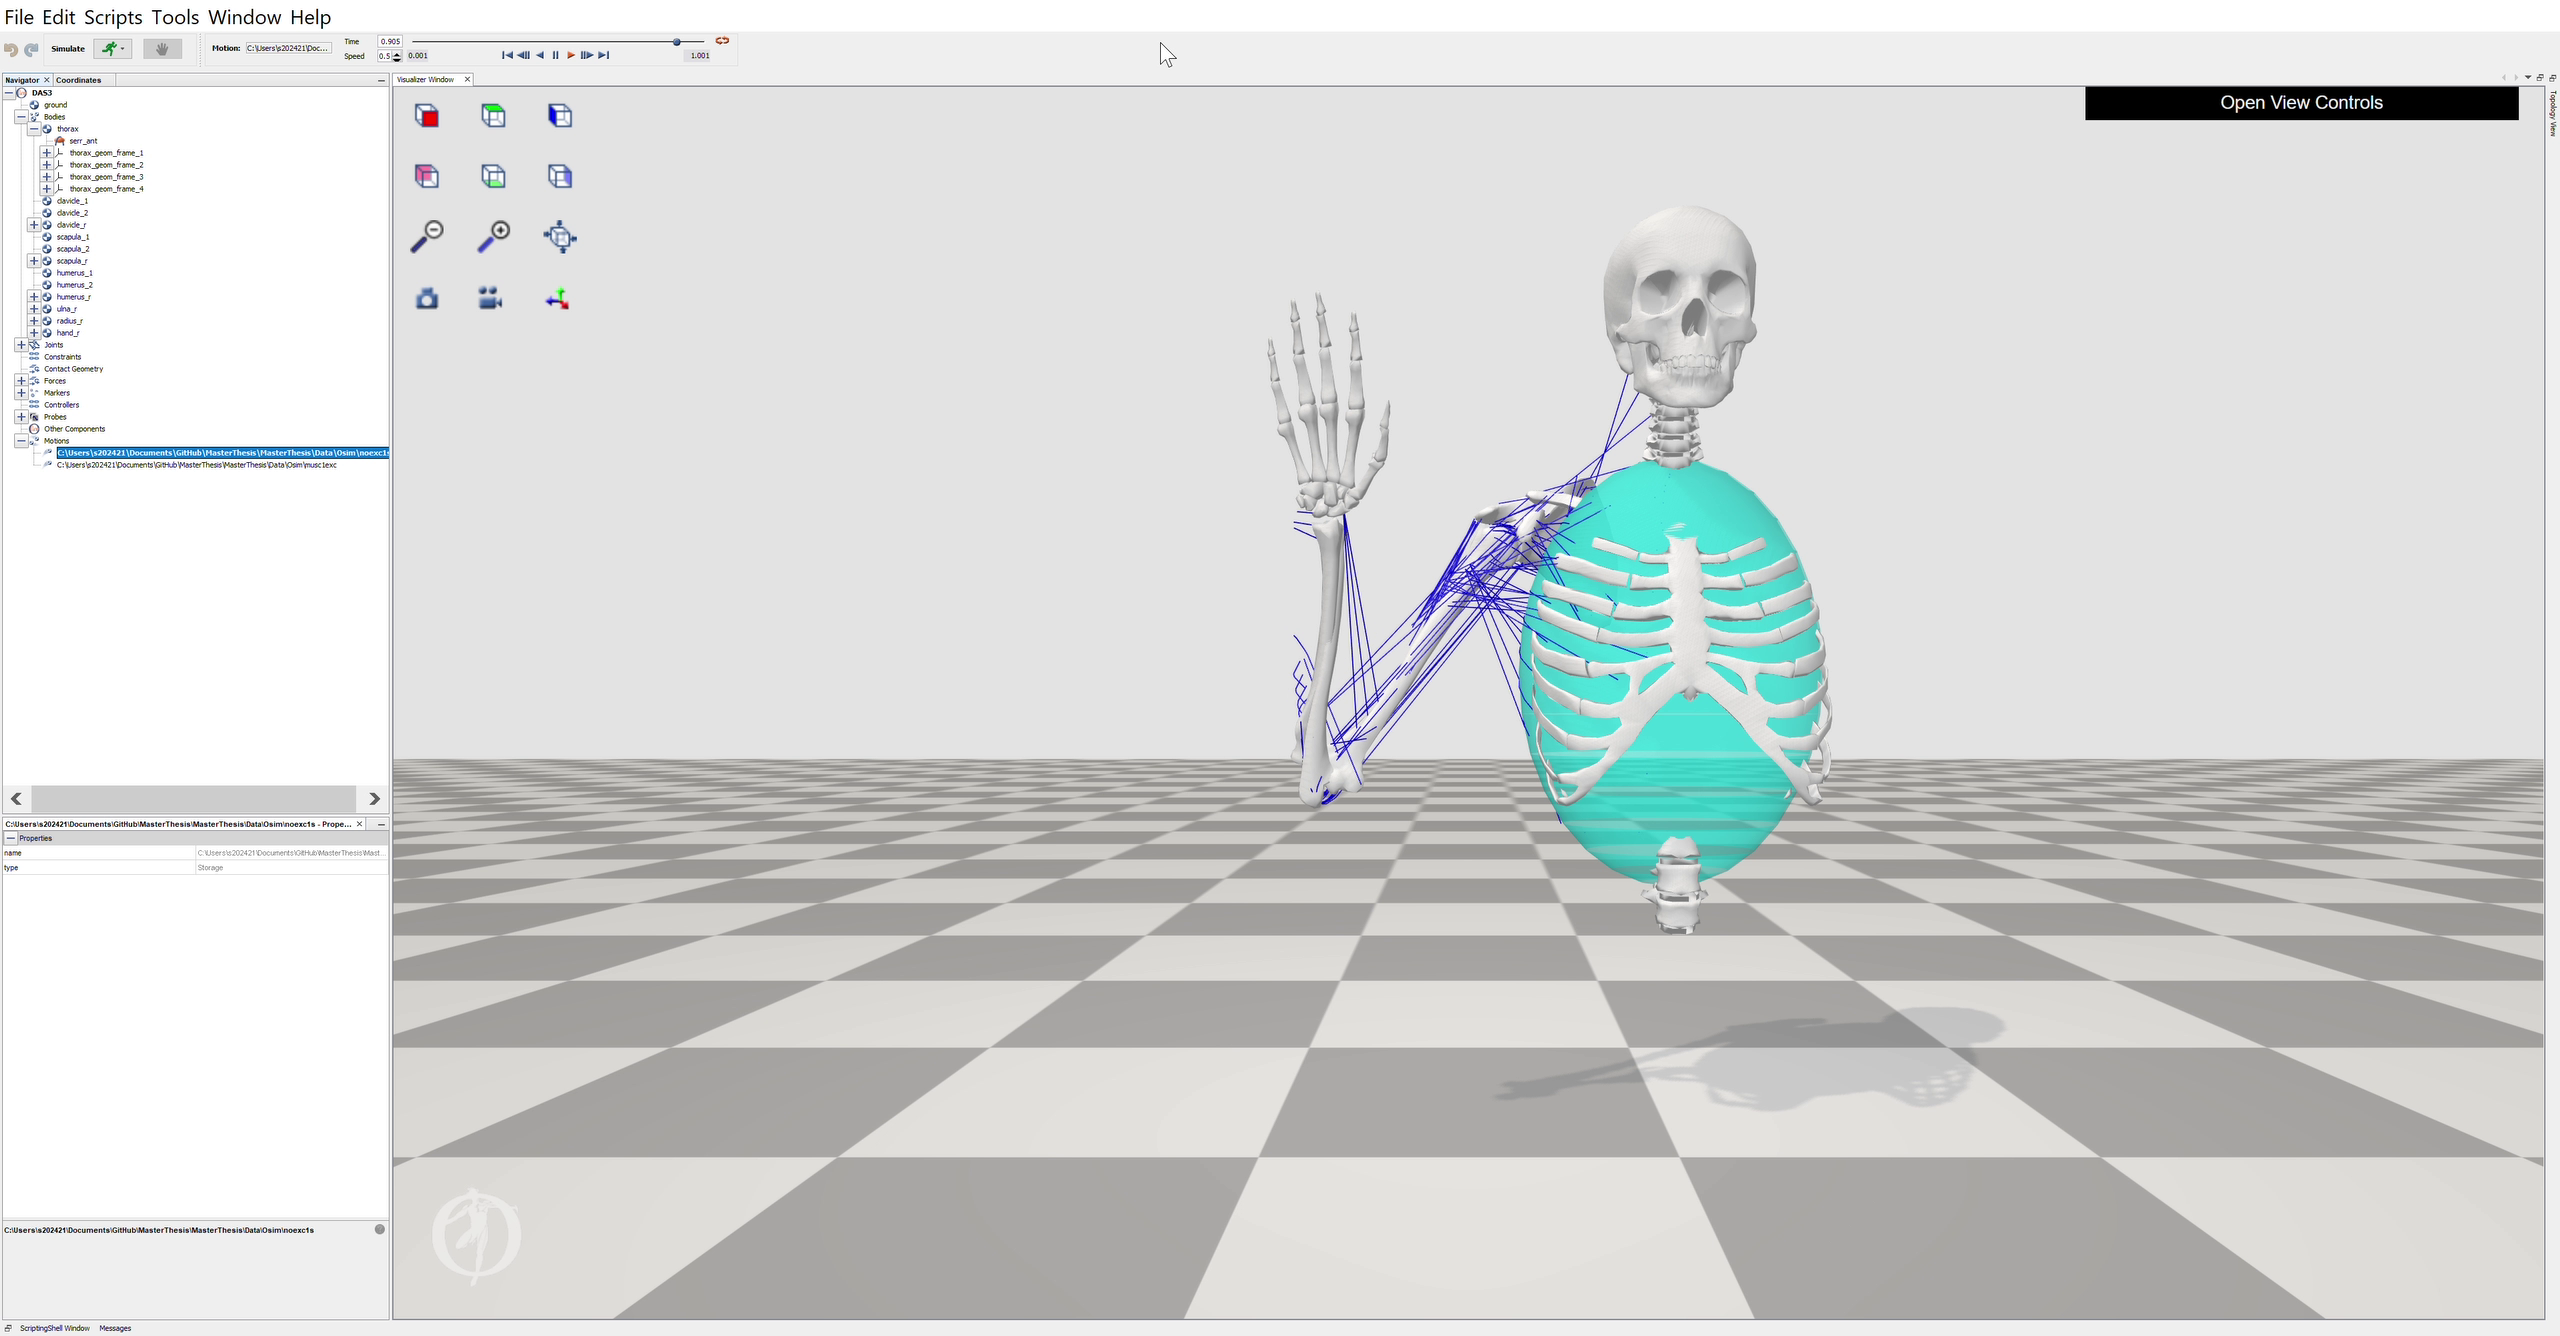 File Edit Scripts Tools Window Help
Simulate Motion: C:\Users\s202421\Doc... Time 0.905
Speed 0.5 0.001 1.001
Navigator Coordinates
Visualizer Window
DAS3
ground
Bodies
thorax
serr_ant
thorax_geom_frame_1
thorax_geom_frame_2
thorax_geom_frame_3
thorax_geom_frame_4
clavicle_1
clavicle_2
clavicle_r
scapula_1
scapula_2
scapula_r
humerus_1
humerus_2
humerus_r
ulna_r
radius_r
hand_r
Joints
Constraints
Contact Geometry
Forces
Markers
Controllers
Probes
Other Components
Motions
C:\Users\s202421\Documents\GitHub\MasterThesis\MasterThesis\Data\Osim\noexc1s
C:\Users\s202421\Documents\GitHub\MasterThesis\MasterThesis\Data\Osim\musc1exc
Open View Controls
Topology View
C:\Users\s202421\Documents\GitHub\MasterThesis\MasterThesis\Data\Osim\noexc1s - Prope...
Properties
name C:\Users\s202421\Documents\GitHub\MasterThesis\Mast...
type Storage
C:\Users\s202421\Documents\GitHub\MasterThesis\MasterThesis\Data\Osim\noexc1s
ScriptingShell Window Messages